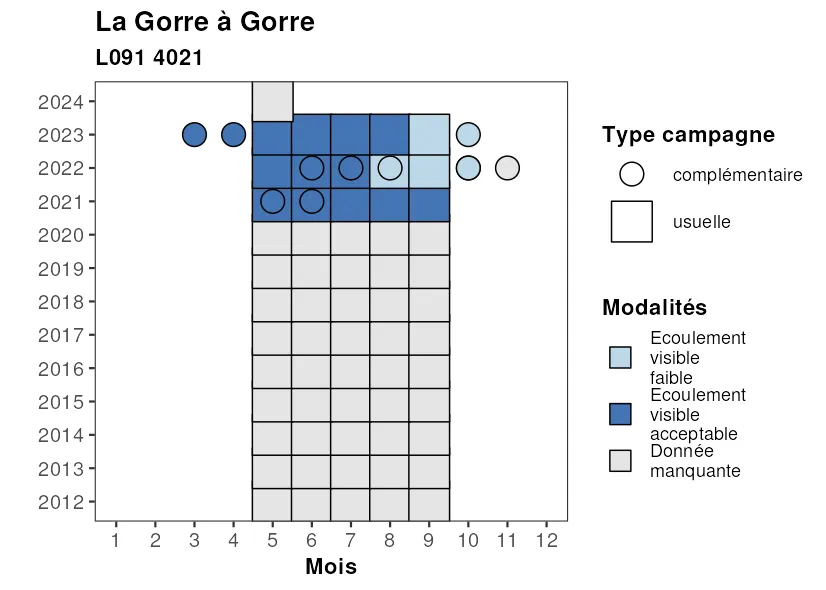 La Gorre à Gorre
L091 4021
2024
2023
2022
2021
2020
2019
2018
2017
2016
2015
2014
2013
2012
1 2 3 4 5 6 7 8 9 10 11 12
Mois
Type campagne
complémentaire
usuelle
Modalités
Ecoulement
visible
faible
Ecoulement
visible
acceptable
Donnée
manquante